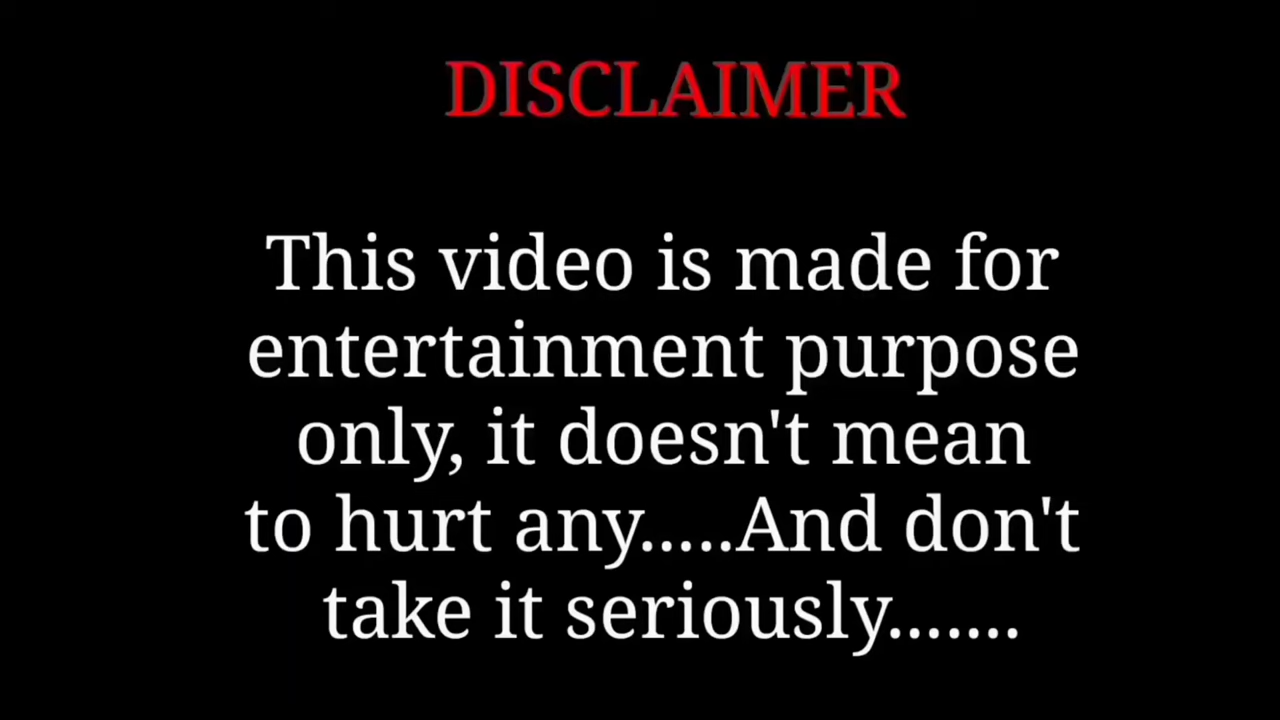 DISCLAIMER
This video is made for
entertainment purpose
only, it doesn't mean
to hurt any.....And don't
take it seriously.......